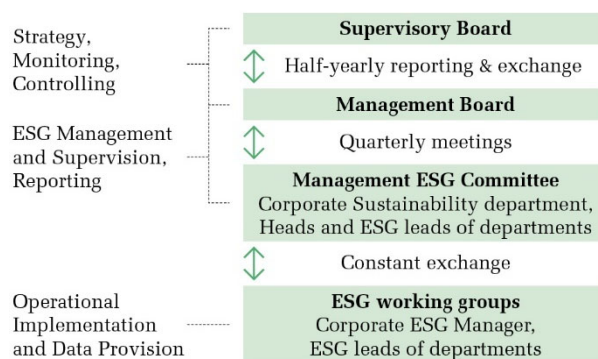 Strategy,
Monitoring,
Controlling
ESG Management
and Supervision,
Reporting
Operational
Implementation
and Data Provision
Supervisory Board
Half-yearly reporting & exchange
Management Board
Quarterly meetings
Management ESG Committee
Corporate Sustainability department,
Heads and ESG leads of departments
Constant exchange
ESG working groups
Corporate ESG Manager,
ESG leads of departments